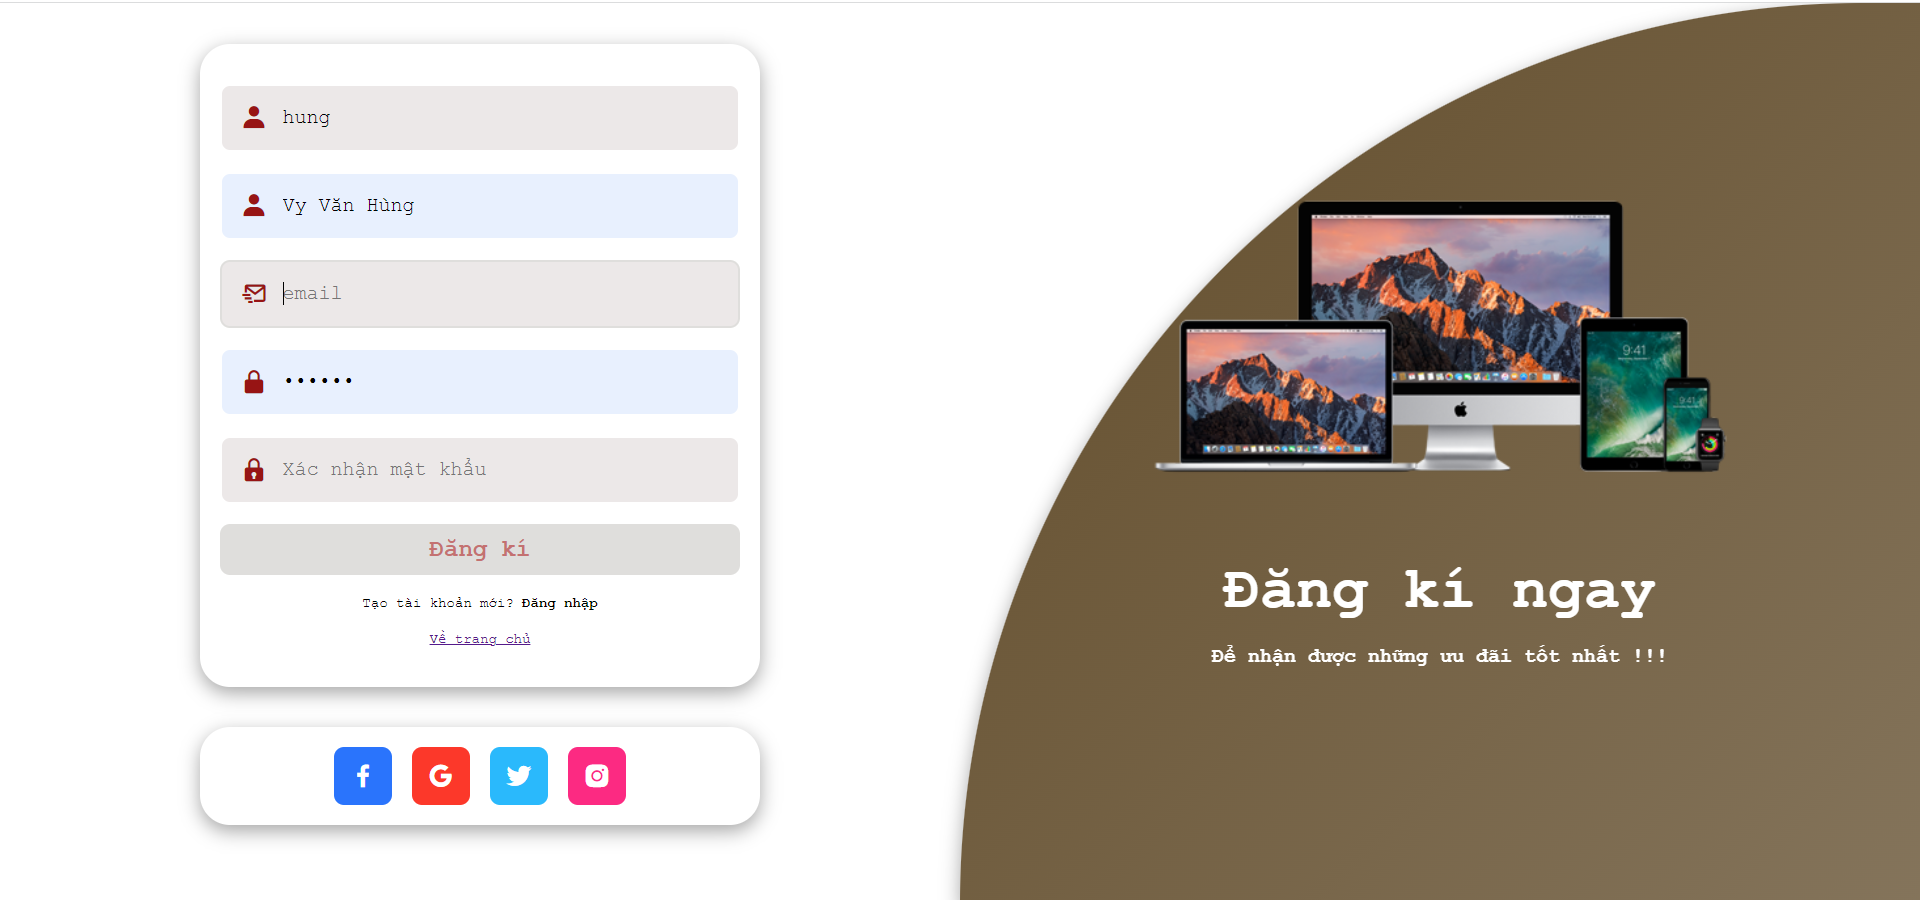 hung
Vy Văn Hùng
email
••••••
Xác nhận mật khẩu
Đăng kí
Tạo tài khoản mới? Đăng nhập
Về trang chủ
9:41
9:41
Đăng kí ngay
Để nhận được những ưu đãi tốt nhất !!!